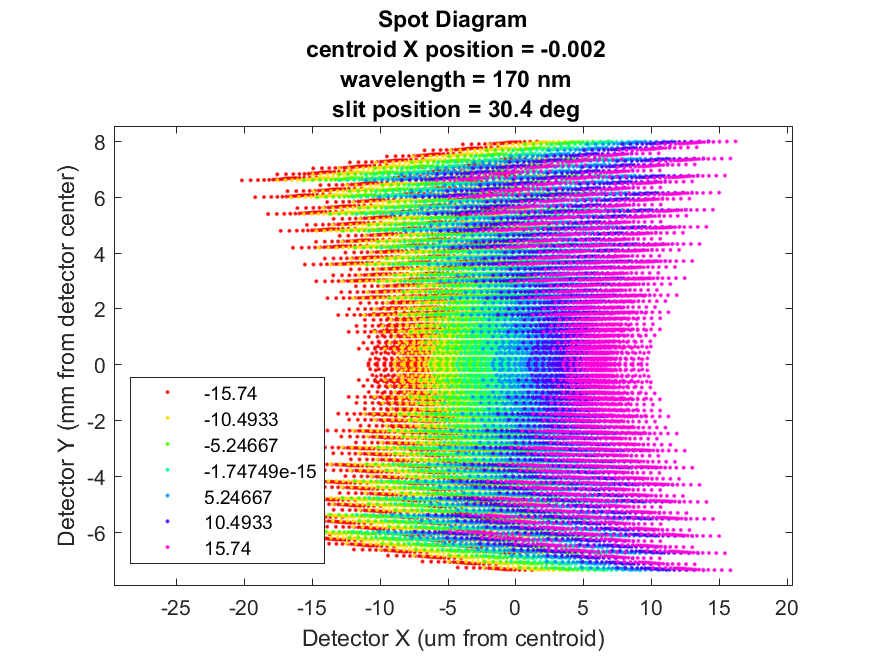 Spot Diagram
centroid X position = -0.002
wavelength = 170 nm
slit position = 30.4 deg
8
6
4
2
0
-2
-4
-6
Detector Y (mm from detector center)
-15.74
-10.4933
-5.24667
-1.74749e-15
5.24667
10.4933
15.74
-25 -20 -15 -10 -5 0 5 10 15 20
Detector X (um from centroid)